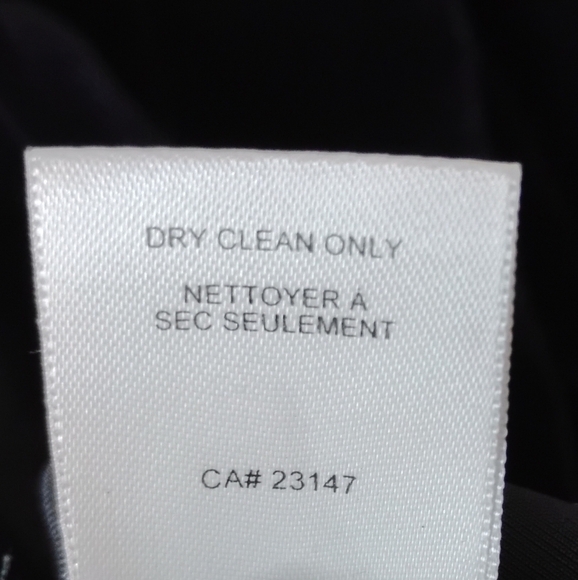 DRY CLEAN ONLY
NETTOYER A
SEC SEULEMENT
CA# 23147